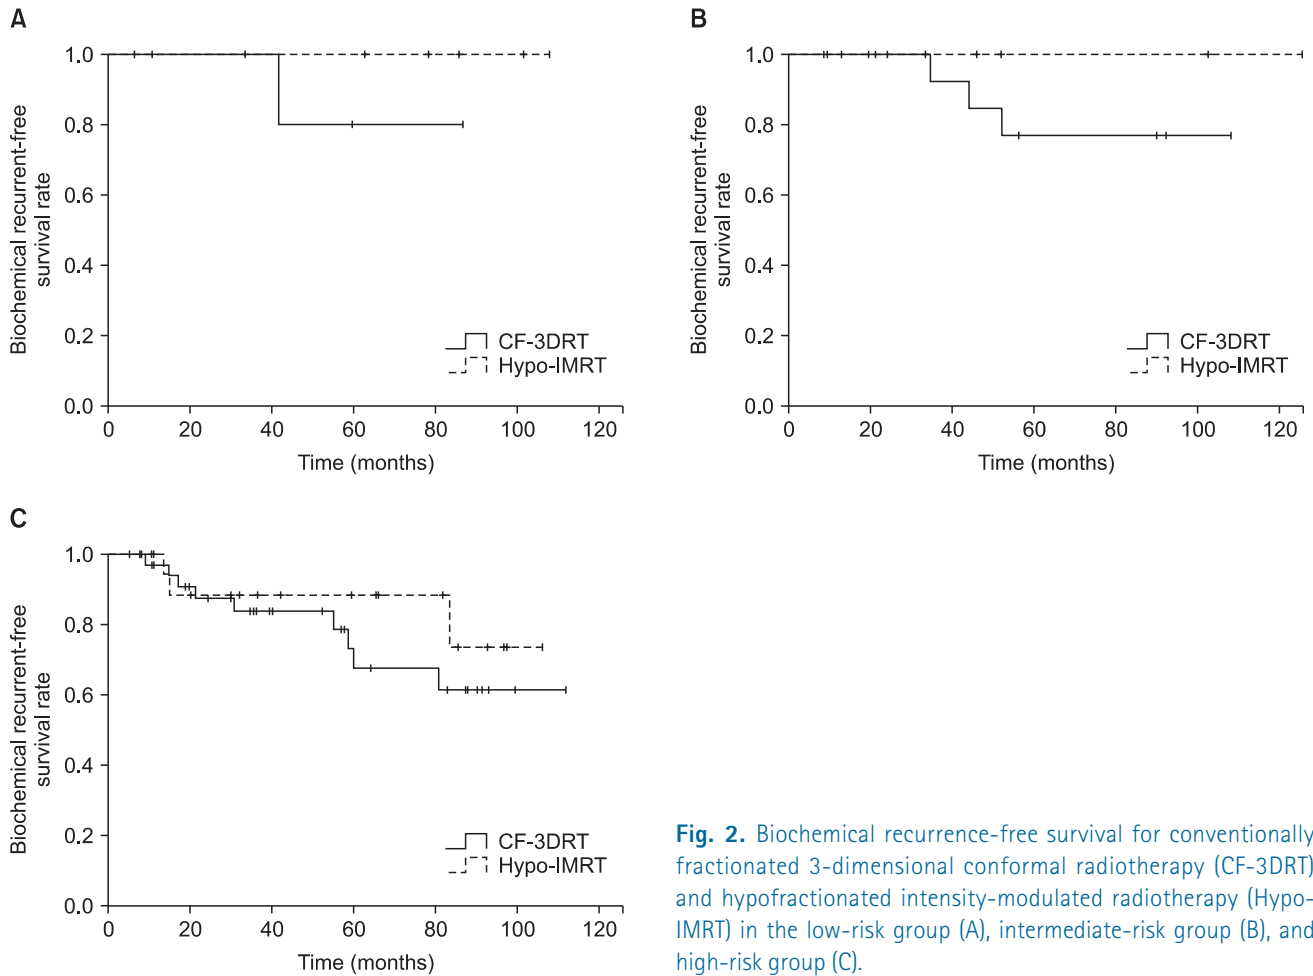 A
Biochemical recurrent-free
survival rate
1.0
0.8
0.6
0.4
0.2
0.0
CF-3DRT
Hypo-IMRT
0 20 40 60 80 100 120
Time (months)
B
Biochemical recurrent-free
survival rate
1.0
0.8
0.6
0.4
0.2
0.0
CF-3DRT
Hypo-IMRT
0 20 40 60 80 100 120
Time (months)
C
Biochemical recurrent-free
survival rate
1.0
0.8
0.6
0.4
0.2
0.0
CF-3DRT
Hypo-IMRT
0 20 40 60 80 100 120
Time (months)
Fig. 2. Biochemical recurrence-free survival for conventionally
fractionated 3-dimensional conformal radiotherapy (CF-3DRT)
and hypofractionated intensity-modulated radiotherapy (Hypo-
IMRT) in the low-risk group (A), intermediate-risk group (B), and
high-risk group (C).